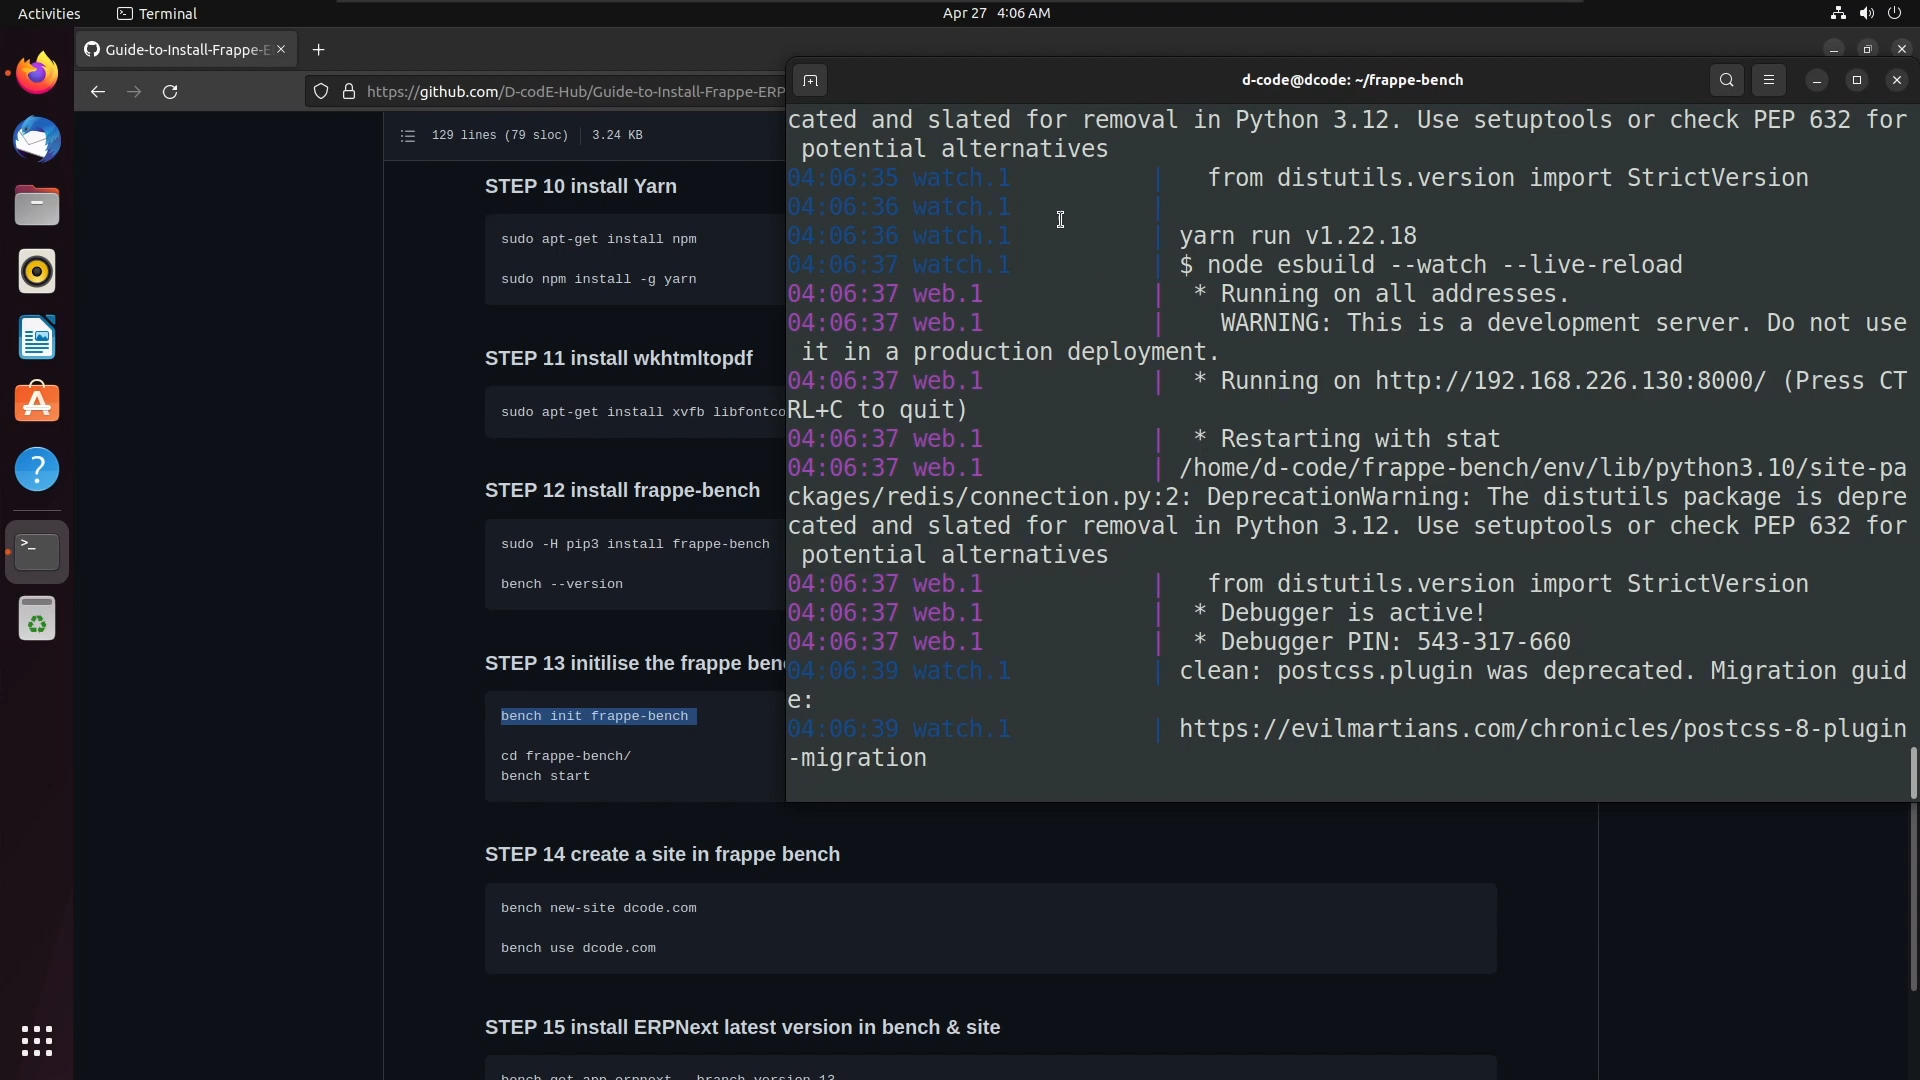 Activities
Terminal
Apr 27 4:06 AM
Guide-to-Install-Frappe-E
https://github.com/D-codE-Hub/Guide-to-Install-Frappe-ERP
129 lines (79 sloc)
3.24 KB
STEP 10 install Yarn
sudo apt-get install npm
sudo npm install -g yarn
STEP 11 install wkhtmltopdf
sudo apt-get install xvfb libfontco
STEP 12 install frappe-bench
sudo -H pip3 install frappe-bench
bench --version
STEP 13 initilise the frappe ben
bench init frappe-bench
cd frappe-bench/
bench start
STEP 14 create a site in frappe bench
bench new-site dcode.com
bench use dcode.com
STEP 15 install ERPNext latest version in bench & site
d-code@dcode: ~/frappe-bench
cated and slated for removal in Python 3.12. Use setuptools or check PEP 632 for
potential alternatives
04:06:35 watch.1 | from distutils.version import StrictVersion
04:06:36 watch.1 |
04:06:36 watch.1 | yarn run v1.22.18
04:06:37 watch.1 | $ node esbuild --watch --live-reload
04:06:37 web.1 | * Running on all addresses.
04:06:37 web.1 | WARNING: This is a development server. Do not use
it in a production deployment.
04:06:37 web.1 | * Running on http://192.168.226.130:8000/ (Press CT
RL+C to quit)
04:06:37 web.1 | * Restarting with stat
04:06:37 web.1 | /home/d-code/frappe-bench/env/lib/python3.10/site-pa
ckages/redis/connection.py:2: DeprecationWarning: The distutils package is depre
cated and slated for removal in Python 3.12. Use setuptools or check PEP 632 for
potential alternatives
04:06:37 web.1 | from distutils.version import StrictVersion
04:06:37 web.1 | * Debugger is active!
04:06:37 web.1 | * Debugger PIN: 543-317-660
04:06:39 watch.1 | clean: postcss.plugin was deprecated. Migration guid
e:
04:06:39 watch.1 | https://evilmartians.com/chronicles/postcss-8-plugin
-migration